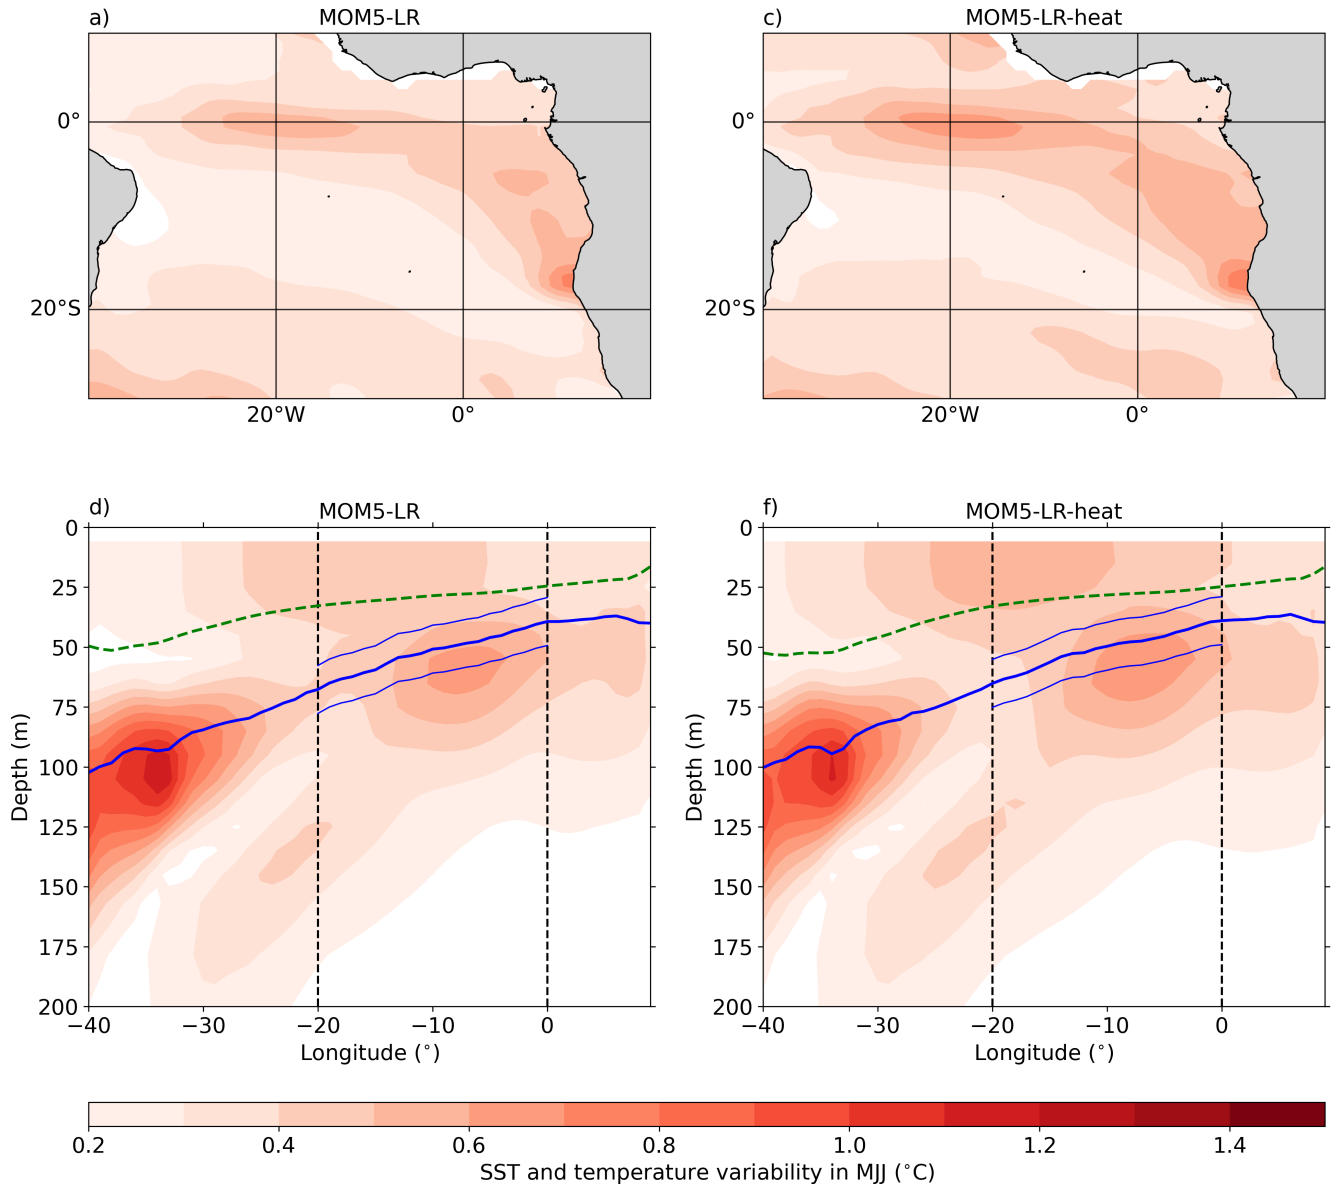 a)
MOM5-LR
0°
20°S
20°W
0°
c)
MOM5-LR-heat
0°
20°S
20°W
0°
d)
MOM5-LR
0
25
50
75
100
125
150
175
200
Depth (m)
−40
−30
−20
−10
0
Longitude (°)
f)
MOM5-LR-heat
0
25
50
75
100
125
150
175
200
Depth (m)
−40
−30
−20
−10
0
Longitude (°)
0.2
0.4
0.6
0.8
1.0
1.2
1.4
SST and temperature variability in MJJ (°C)